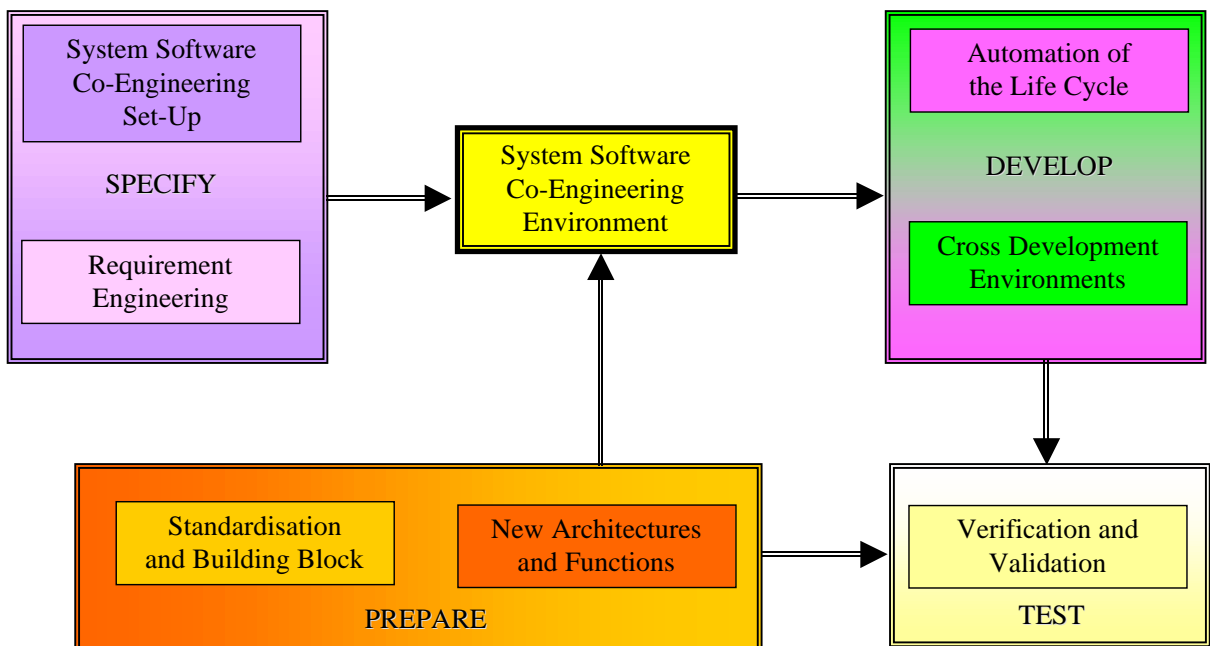 System Software
Co-Engineering
Set-Up
SPECIFY
Requirement
Engineering
System Software
Co-Engineering
Environment
Automation of
the Life Cycle
DEVELOP
Cross Development
Environments
Standardisation
and Building Block
New Architectures
and Functions
PREPARE
Verification and
Validation
TEST